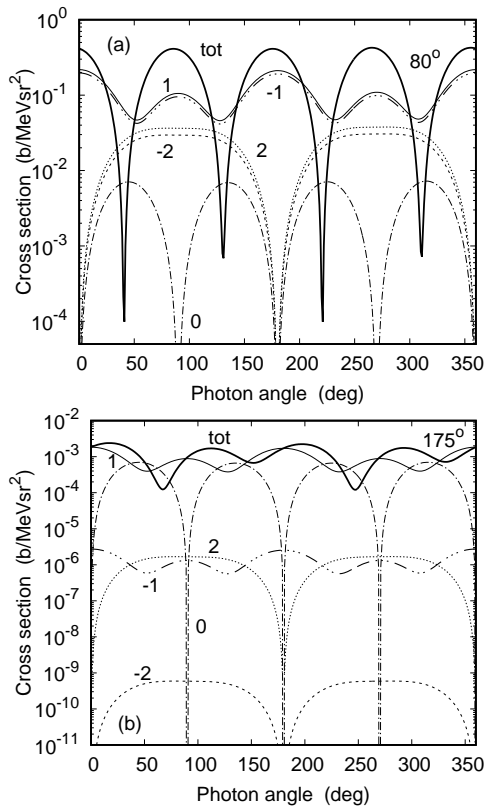 10^0
10^-1
10^-2
10^-3
10^-4
Cross section (b/MeVsr^2)
(a)
tot
80^o
1
-1
-2
2
0
0 50 100 150 200 250 300 350
Photon angle (deg)
10^-2
10^-3
10^-4
10^-5
10^-6
10^-7
10^-8
10^-9
10^-10
10^-11
Cross section (b/MeVsr^2)
tot
175^o
1
2
-1
0
-2
(b)
0 50 100 150 200 250 300 350
Photon angle (deg)